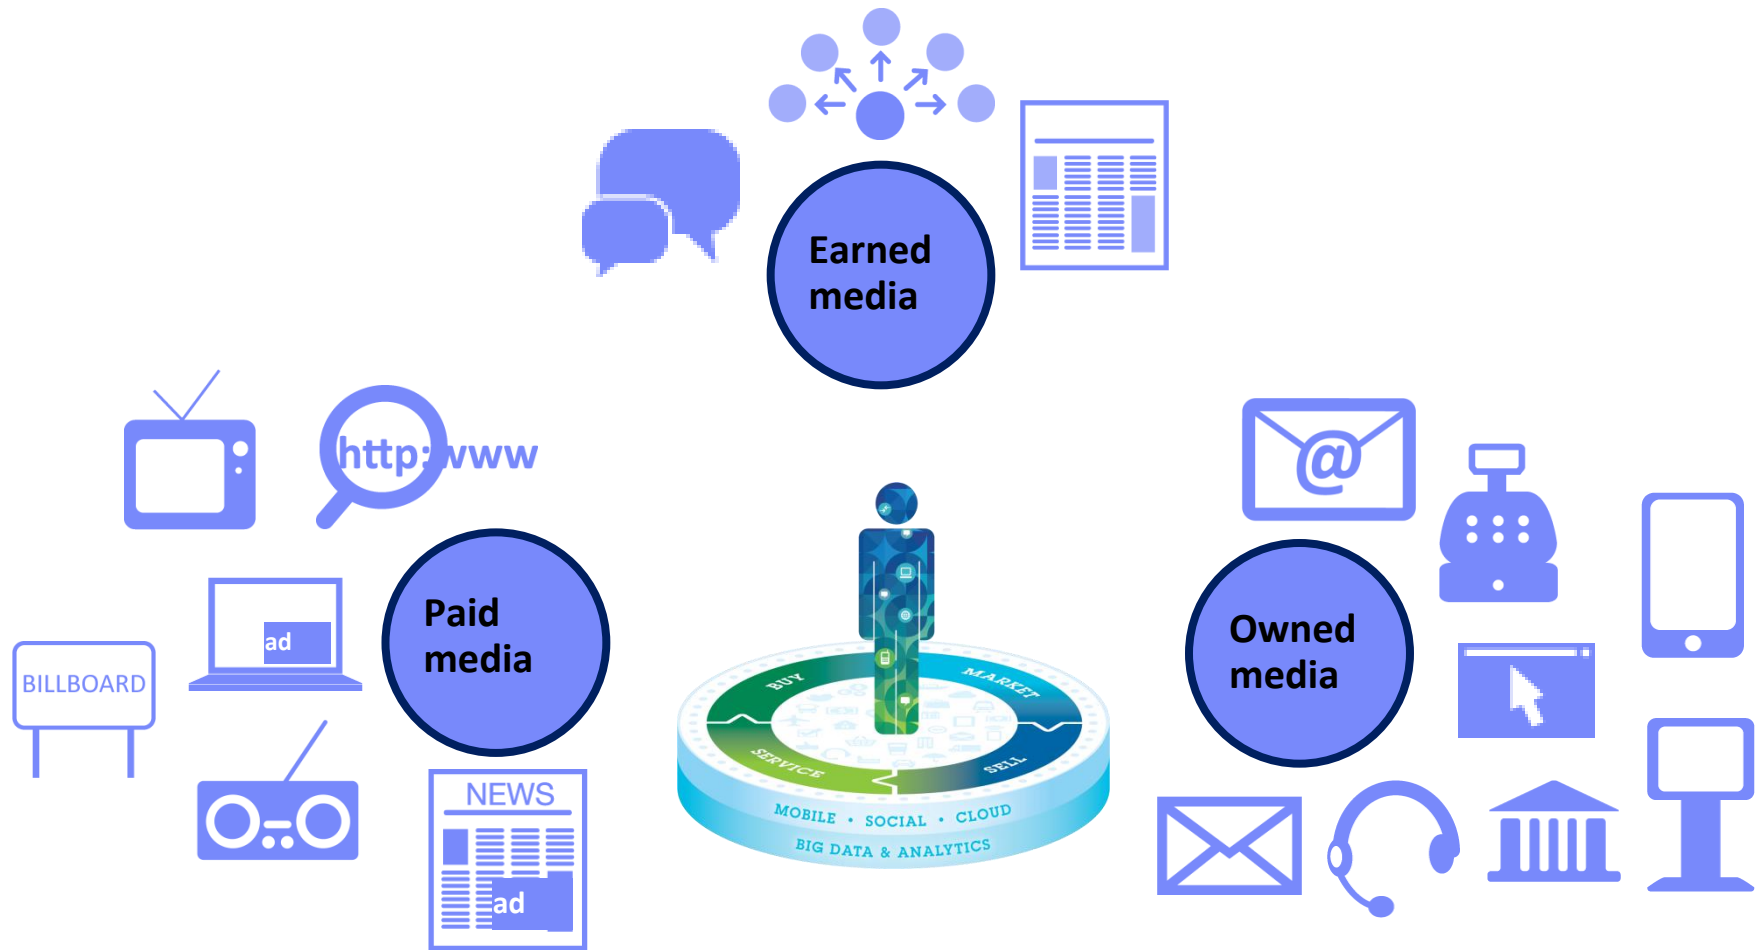 Earned
media
http:www
@
Paid
media
ad
BILLBOARD
NEWS
ad
BUY
MARKET
SERVICE
SELL
MOBILE • SOCIAL • CLOUD
BIG DATA & ANALYTICS
Owned
media